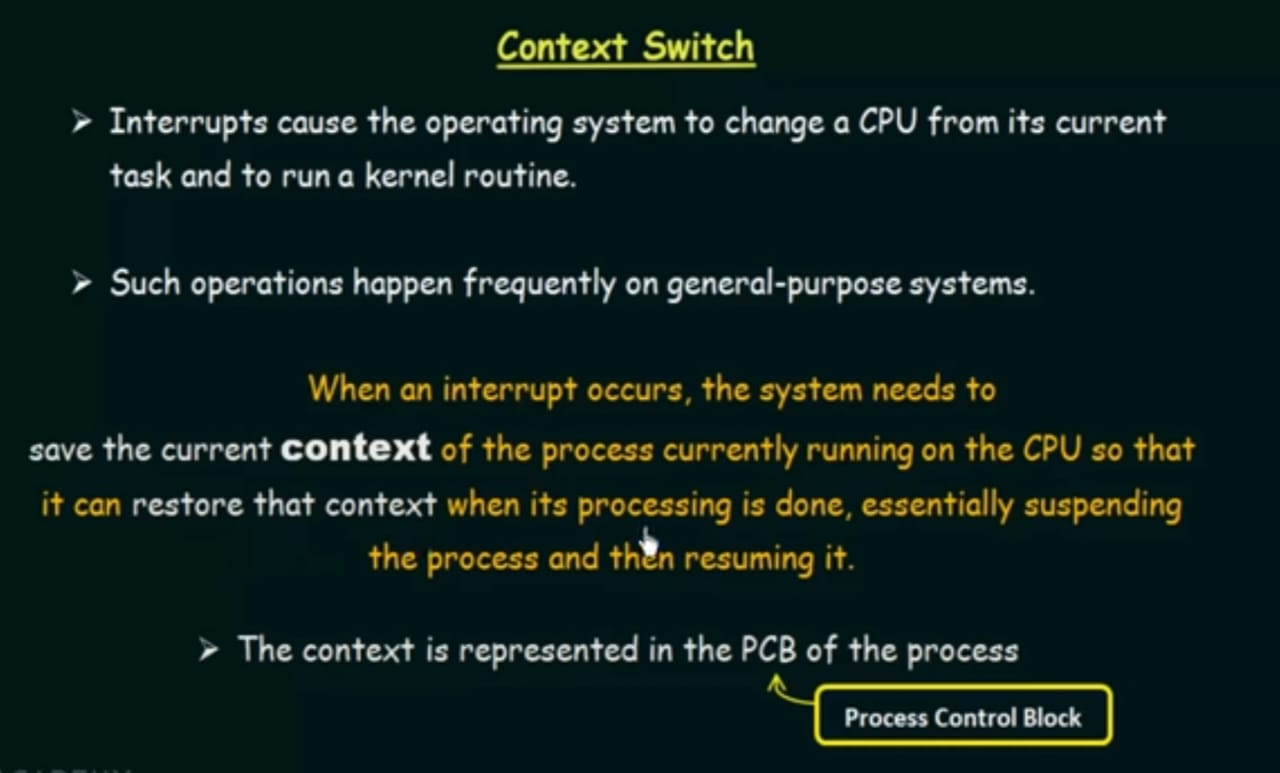 Context Switch
➤ Interrupts cause the operating system to change a CPU from its current
task and to run a kernel routine.
➤ Such operations happen frequently on general-purpose systems.
When an interrupt occurs, the system needs to
save the current context of the process currently running on the CPU so that
it can restore that context when its processing is done, essentially suspending
the process and then resuming it.
➤ The context is represented in the PCB of the process
Process Control Block